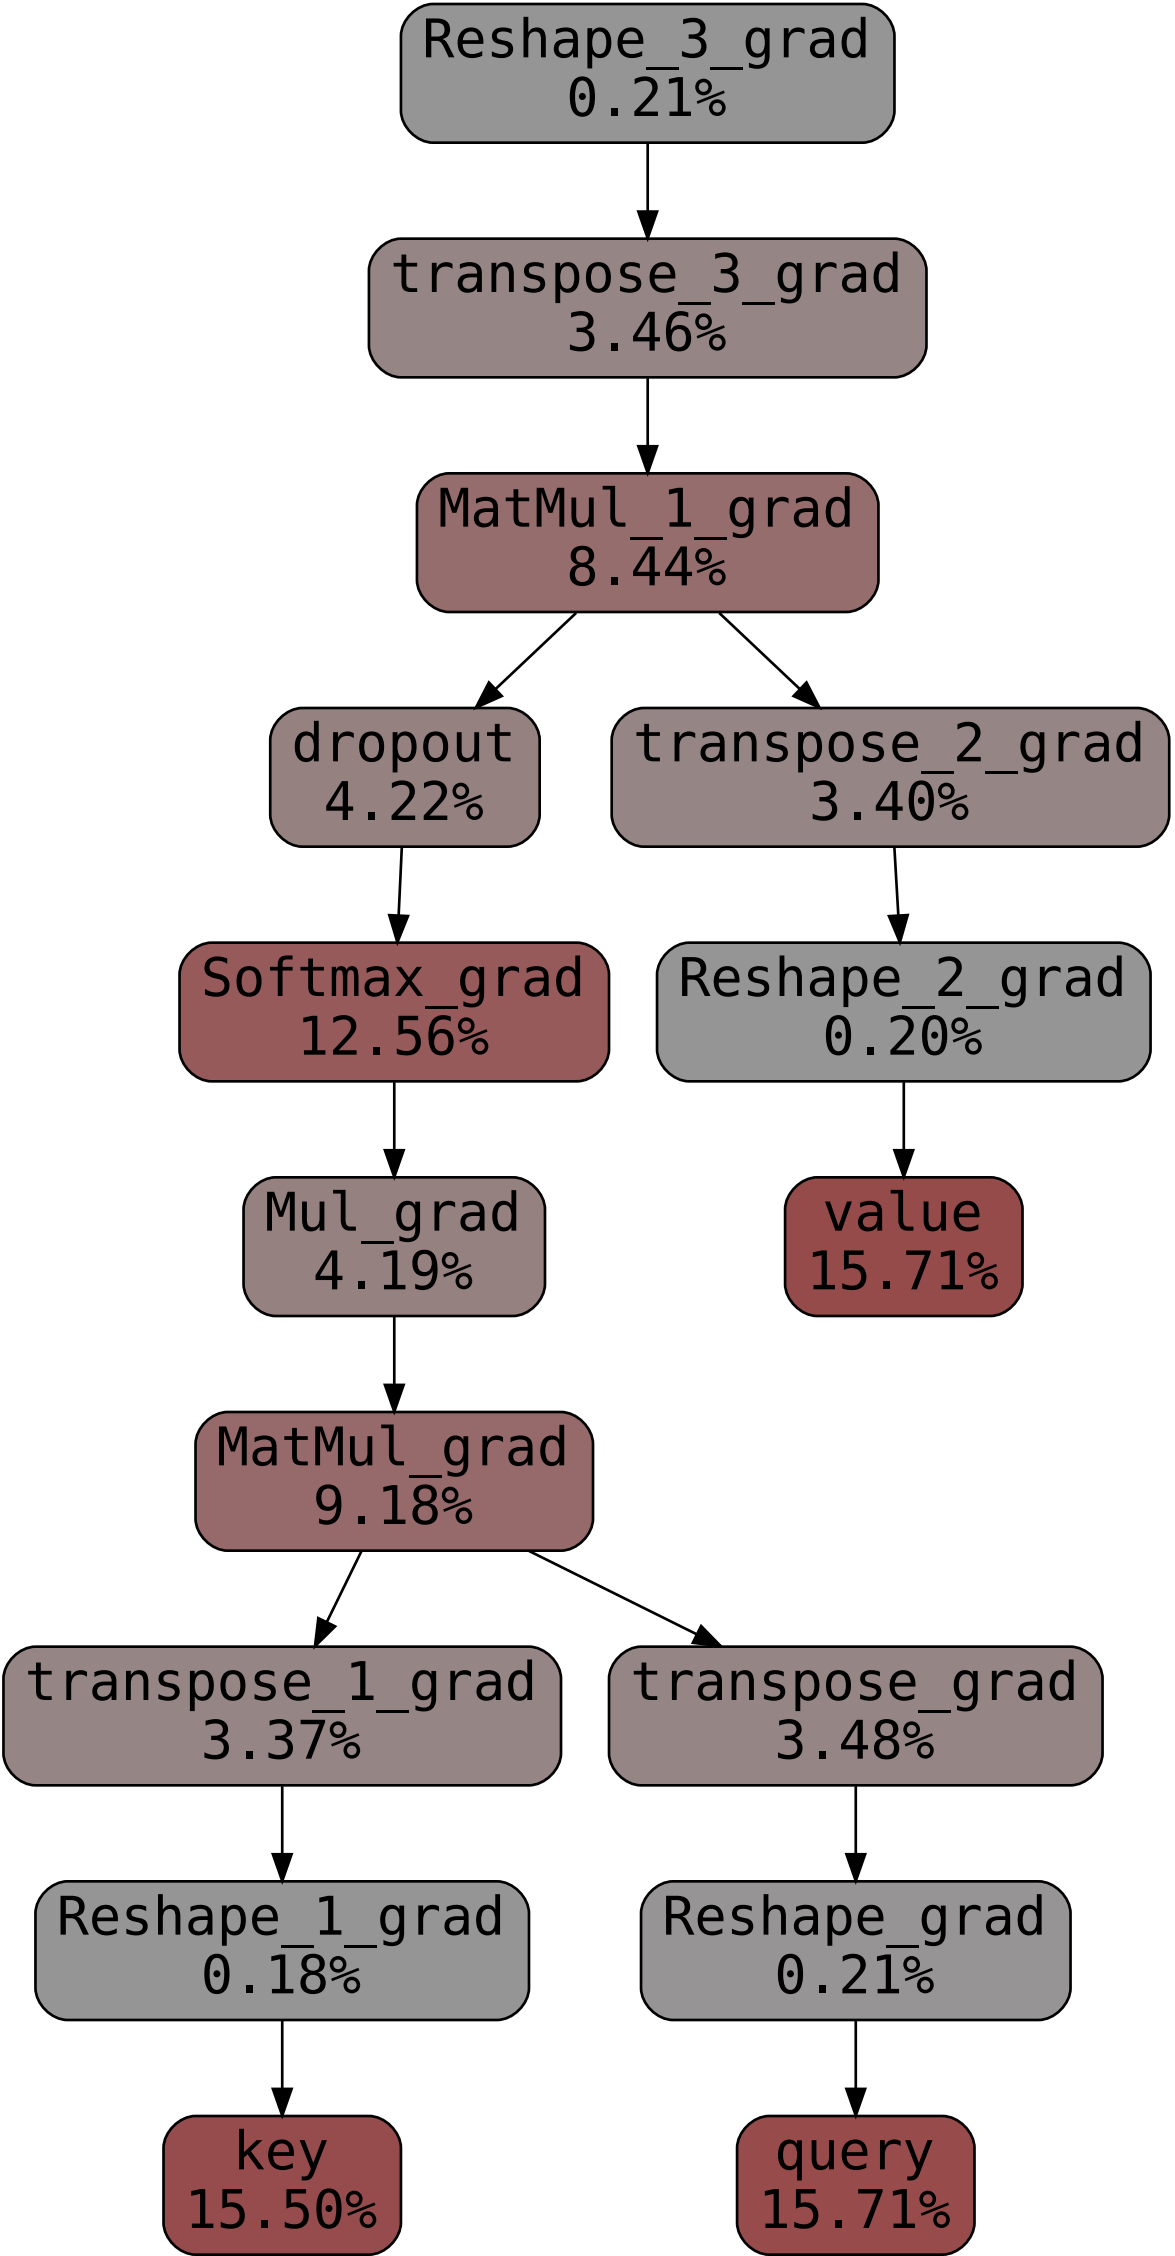 Reshape_3_grad
0.21%
transpose_3_grad
3.46%
MatMul_1_grad
8.44%
dropout
4.22%
transpose_2_grad
3.40%
Softmax_grad
12.56%
Reshape_2_grad
0.20%
Mul_grad
4.19%
value
15.71%
MatMul_grad
9.18%
transpose_1_grad
3.37%
transpose_grad
3.48%
Reshape_1_grad
0.18%
Reshape_grad
0.21%
key
15.50%
query
15.71%